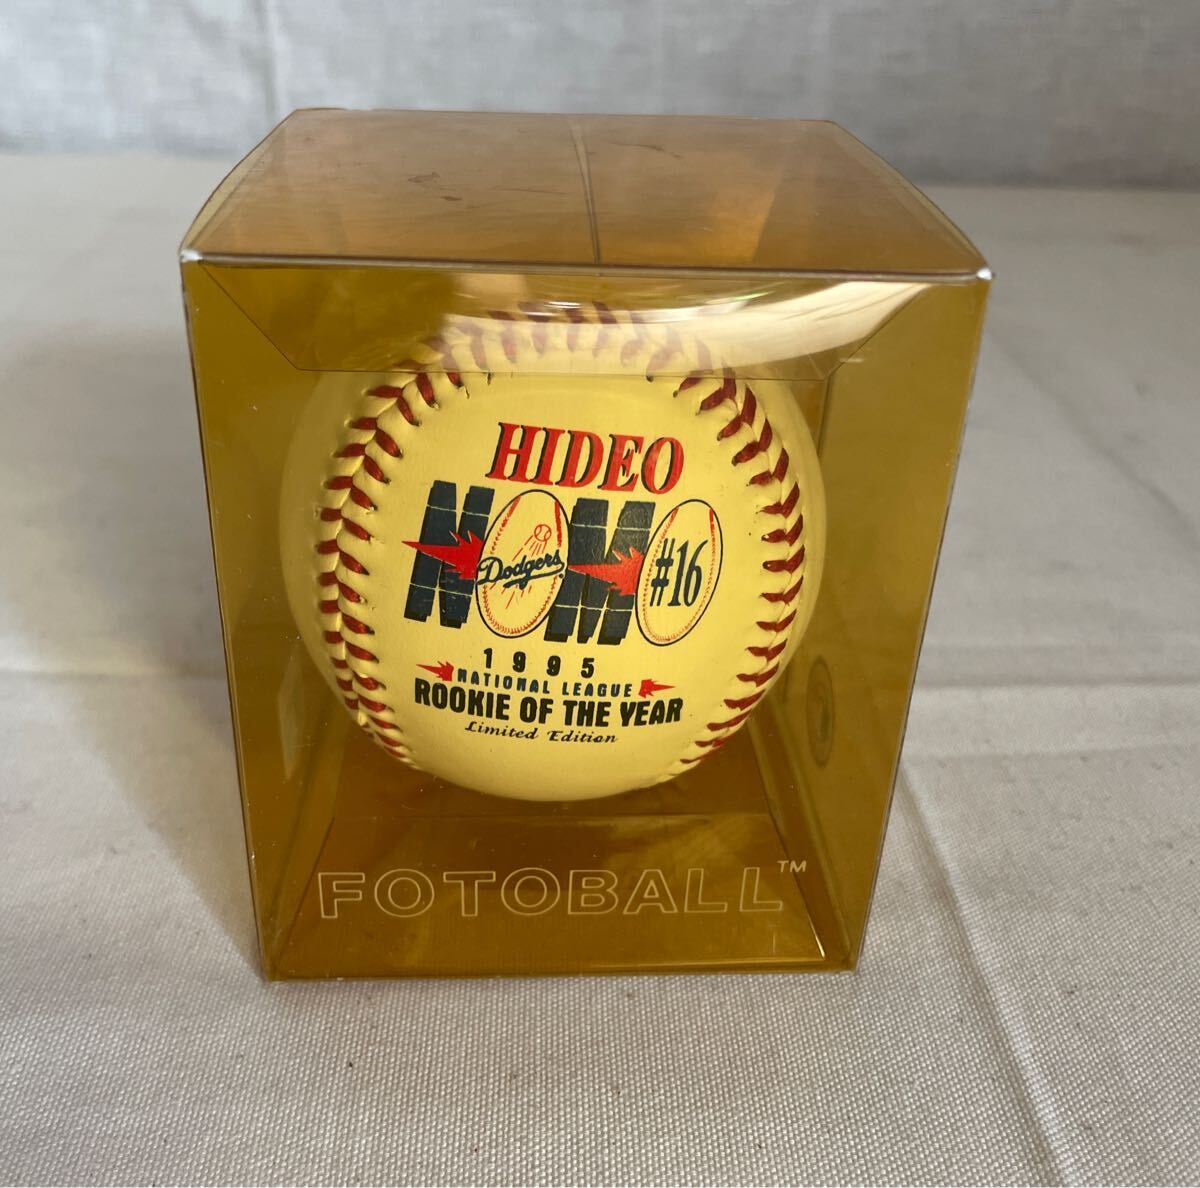 HIDEO
NOMO #16
Dodgers
1995
NATIONAL LEAGUE
ROOKIE OF THE YEAR
Limited Edition
FOTOBALL™